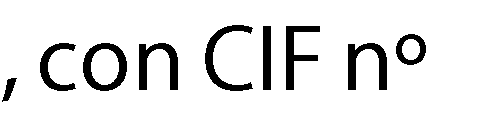 , con CIF nº